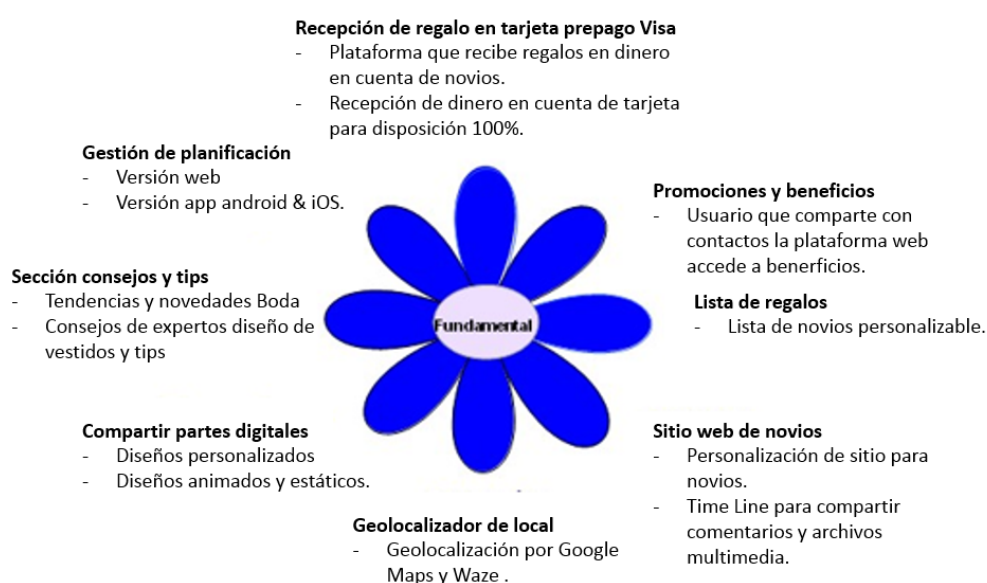 Recepción de regalo en tarjeta prepago Visa
- Plataforma que recibe regalos en dinero
en cuenta de novios.
- Recepción de dinero en cuenta de tarjeta
para disposición 100%.
Gestión de planificación
- Versión web
- Versión app android & iOS.
Promociones y beneficios
- Usuario que comparte con
contactos la plataforma web
accede a benerficios.
Sección consejos y tips
- Tendencias y novedades Boda
- Consejos de expertos diseño de
vestidos y tips
Lista de regalos
- Lista de novios personalizable.
Fundamental
Compartir partes digitales
- Diseños personalizados
- Diseños animados y estáticos.
Sitio web de novios
- Personalización de sitio para
novios.
- Time Line para compartir
comentarios y archivos
multimedia.
Geolocalizador de local
- Geolocalización por Google
Maps y Waze .